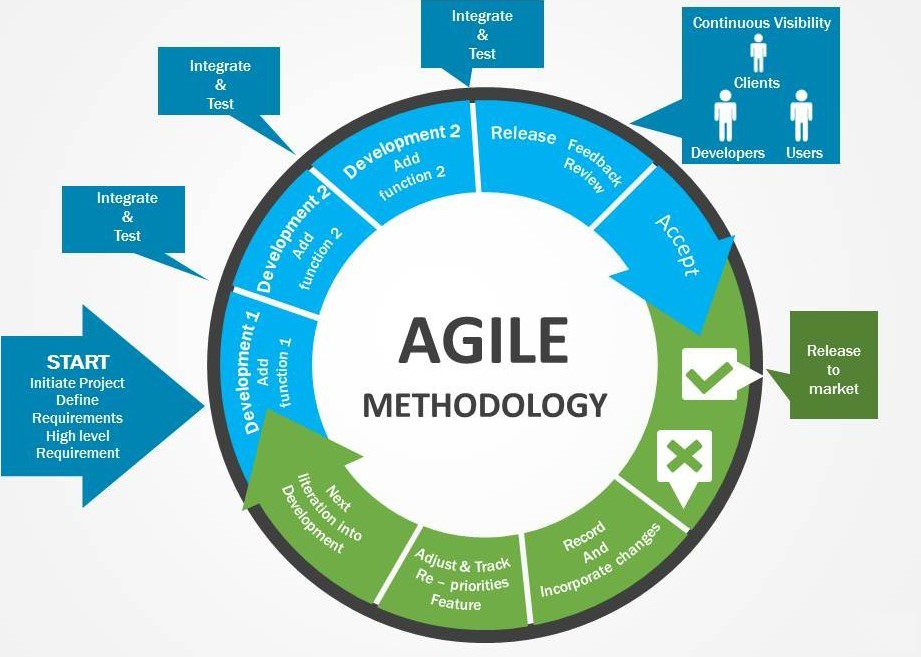 Integrate
&
Test
Integrate
&
Test
Integrate
&
Test
Continuous Visibility
Clients
Developers Users
START
Initiate Project
Define
Requirements
High level
Requirement
Development 1
Add
function 1
Development 2
Add
function 2
Development 2
Add
function 2
Release
Feedback
Review
Accept
Release
to
market
Record
And
Incorporate changes
Adjust & Track
Re – priorities
Feature
Next
literation into
Development
AGILE
METHODOLOGY